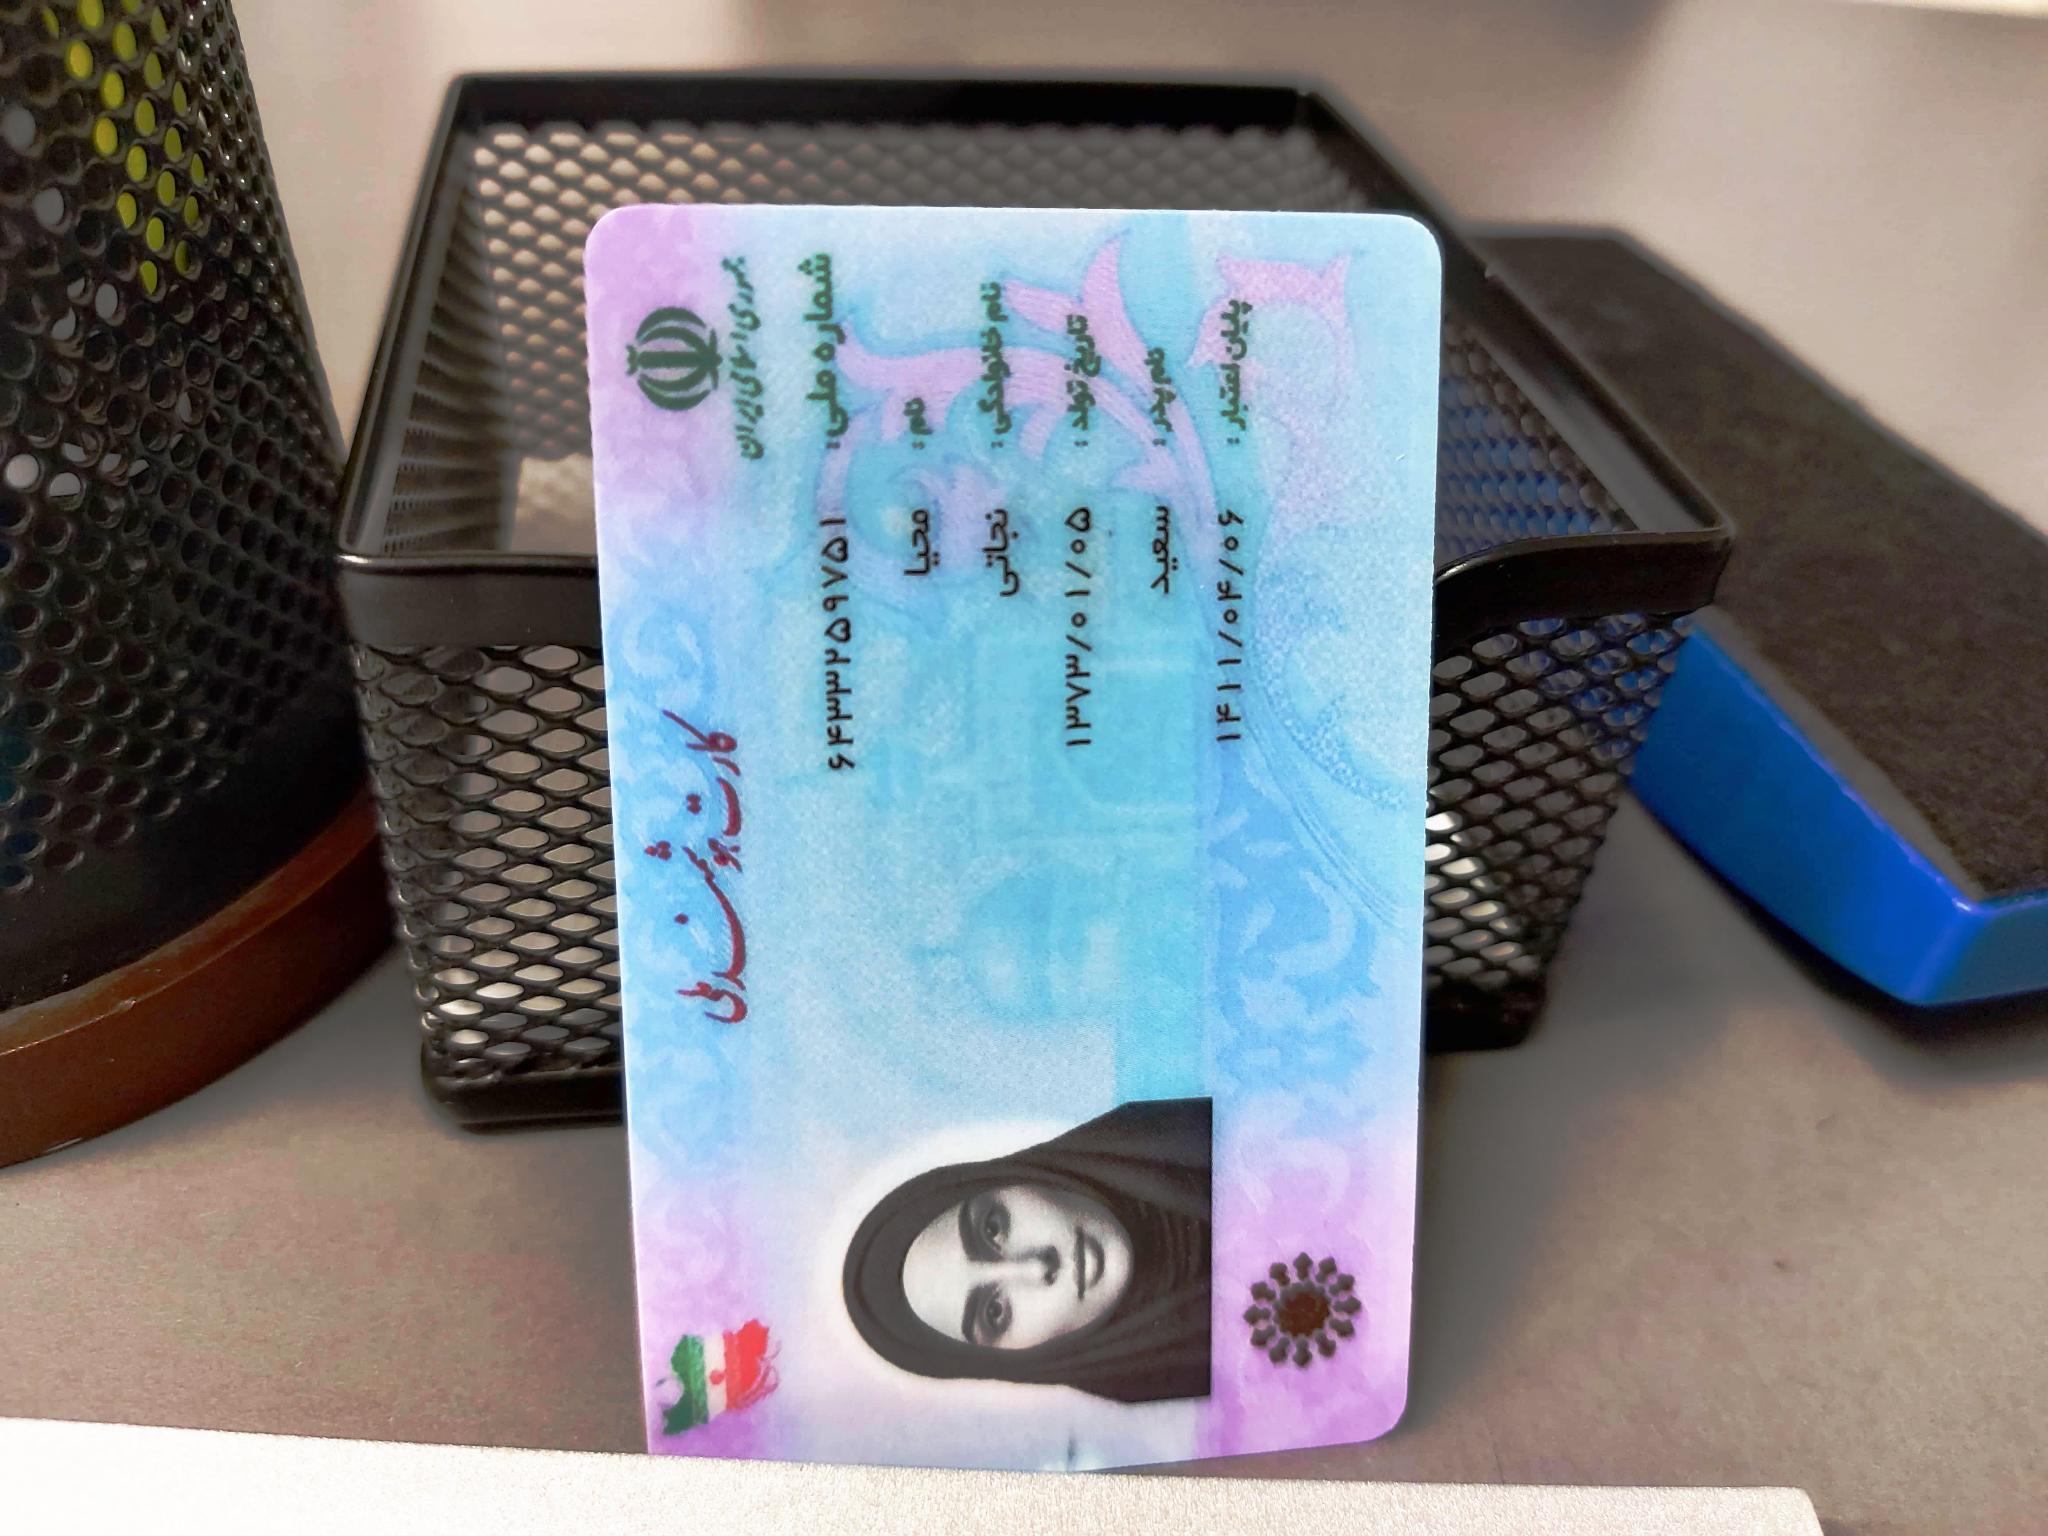 جمهوری اسلامی ایران
کارت هوشمند ملی
شماره ملی: ۶۴۳۳۲۵۹۷۵۱
نام: محیا
نام خانوادگی: نجاتی
تاریخ تولد: ۱۳۷۳/۰۱/۰۵
نام پدر: سعید
پایان اعتبار: ۱۴۱۱/۰۴/۰۶